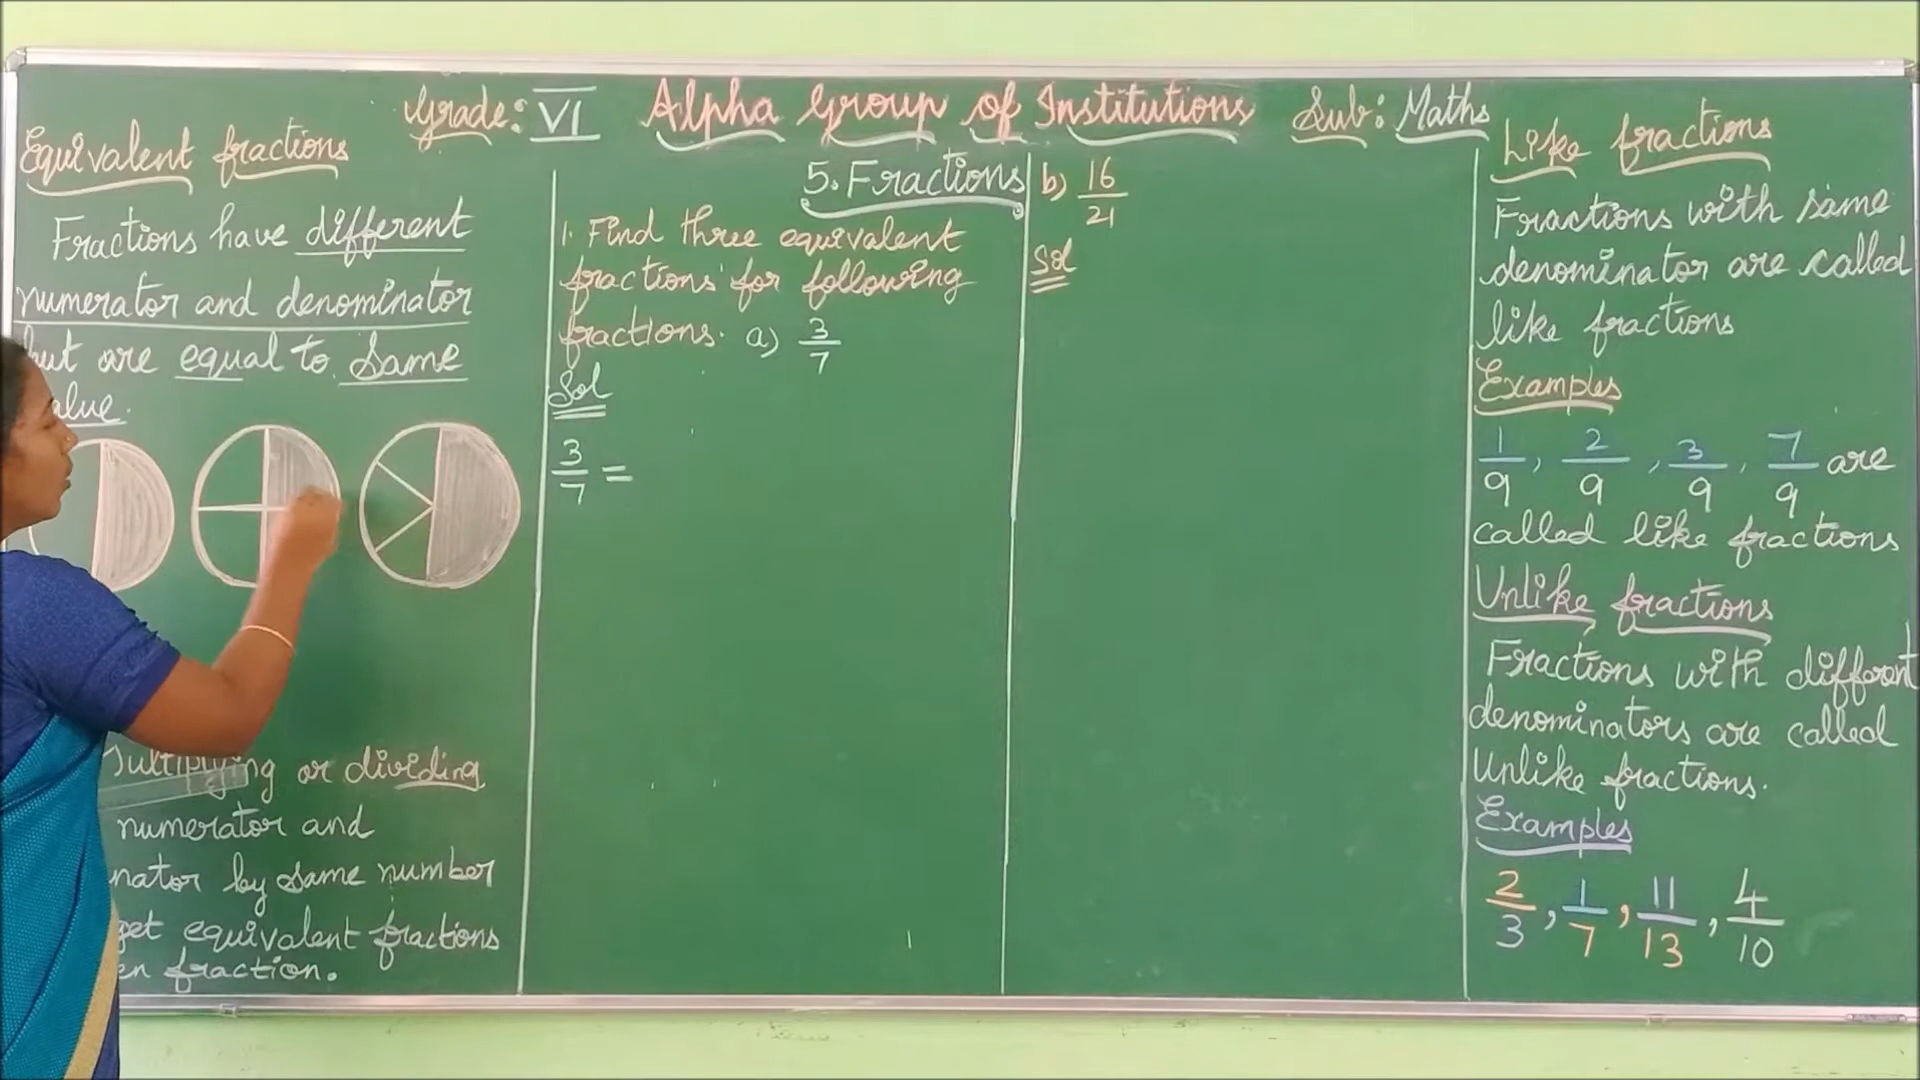 Grade: VI Alpha Group of Institutions Sub: Maths
Equivalent fractions
Fractions have different
numerator and denominator
but are equal to same
alue.
ultiplying or dividing
numerator and
nator by same number
get equivalent fractions
en fraction.
5. Fractions
1. Find three equivalent
fractions for following
fractions. a) 3/7
Sol
3/7 =
b) 16/21
Sol
Like fractions
Fractions with same
denominator are called
like fractions
Examples
1/9, 2/9, 3/9, 7/9 are
called like fractions
Unlike fractions
Fractions with different
denominators are called
Unlike fractions.
Examples
2/3, 1/7, 11/13, 4/10